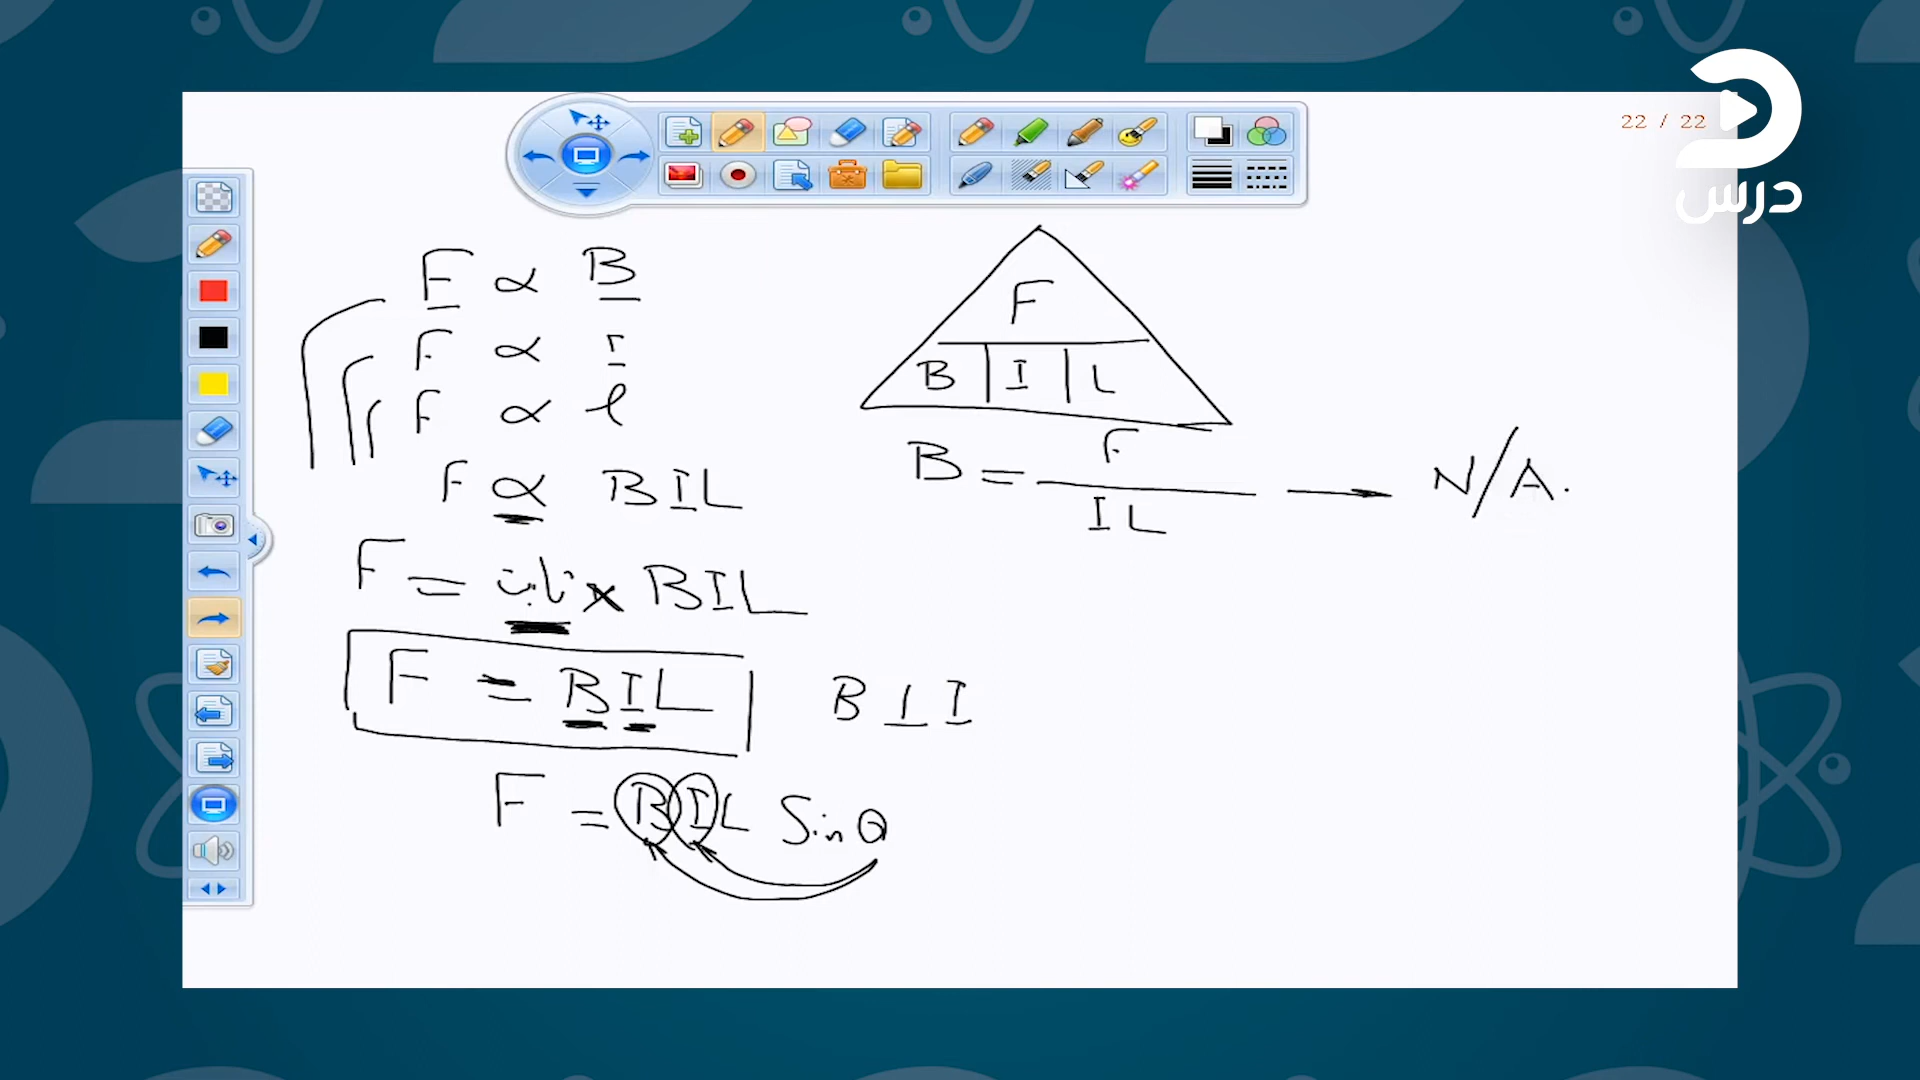 22 / 22
درس
F ∝ B
F ∝ I
F ∝ l
F ∝ BIL
F = ثابت × BIL
F = BIL
B ⊥ I
F = BIL Sin θ
F
B | I | L
B = F / IL → N/A.